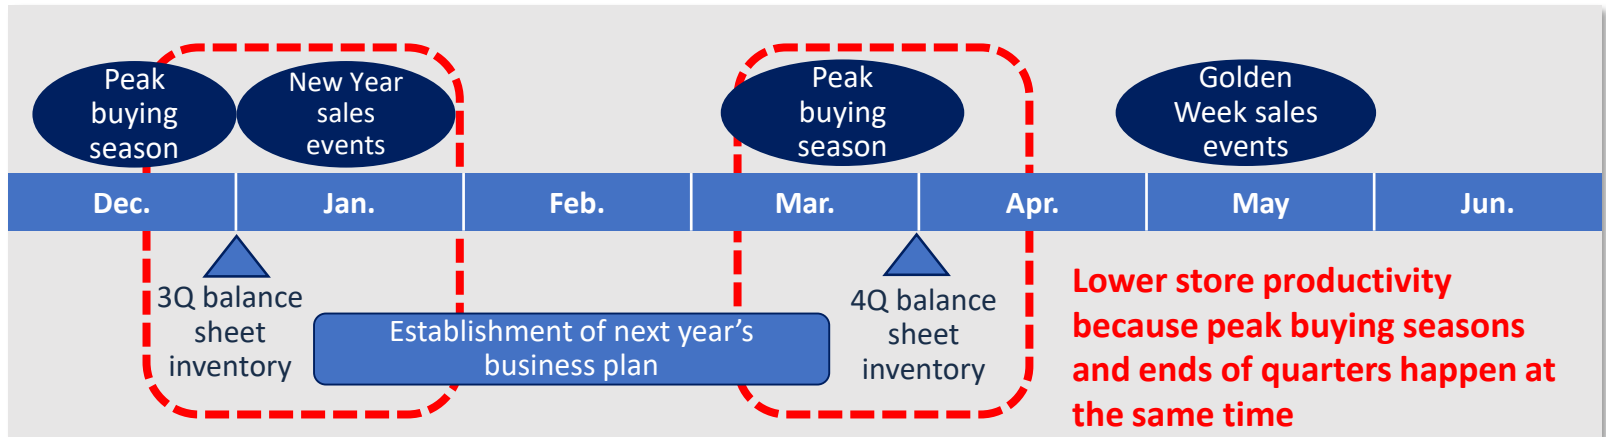 Peak
buying
season
New Year
sales
events
Peak
buying
season
Golden
Week sales
events
Dec.
Jan.
Feb.
Mar.
Apr.
May
Jun.
3Q balance
sheet
inventory
Establishment of next year's
business plan
4Q balance
sheet
inventory
Lower store productivity
because peak buying seasons
and ends of quarters happen at
the same time